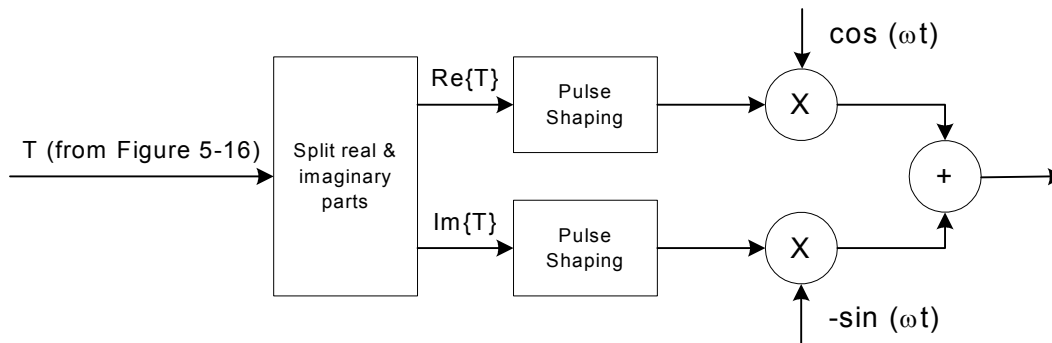 cos (ωt)
Re{T}
Pulse
Shaping
X
T (from Figure 5-16)
Split real &
imaginary
parts
+
Im{T}
Pulse
Shaping
X
-sin (ωt)